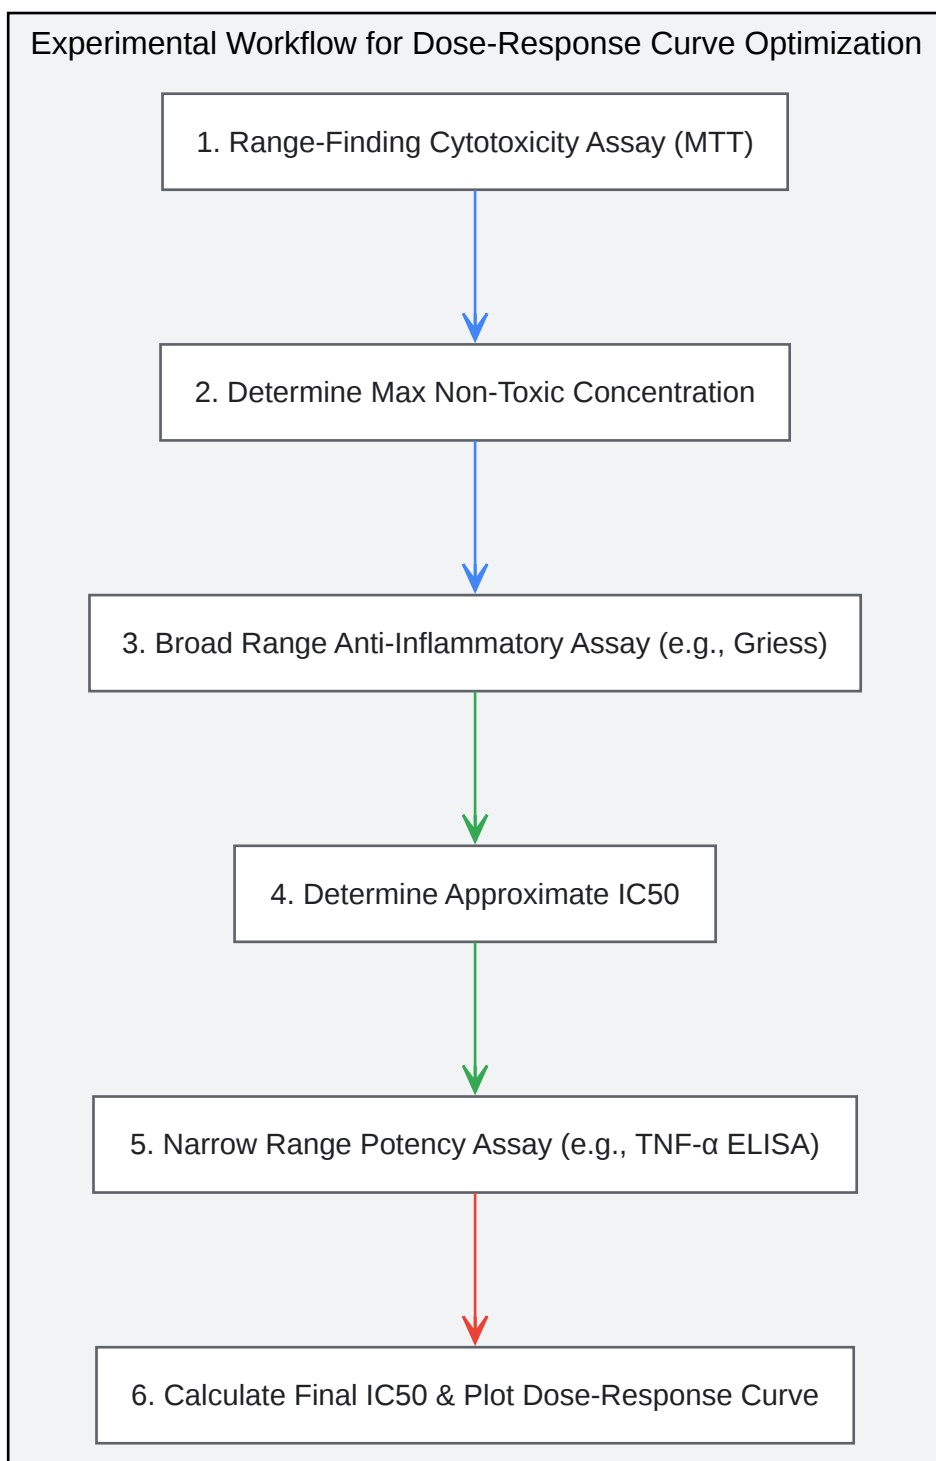 Experimental Workflow for Dose-Response Curve Optimization
1. Range-Finding Cytotoxicity Assay (MTT)
2. Determine Max Non-Toxic Concentration
3. Broad Range Anti-Inflammatory Assay (e.g., Griess)
4. Determine Approximate IC50
5. Narrow Range Potency Assay (e.g., TNF-α ELISA)
6. Calculate Final IC50 & Plot Dose-Response Curve